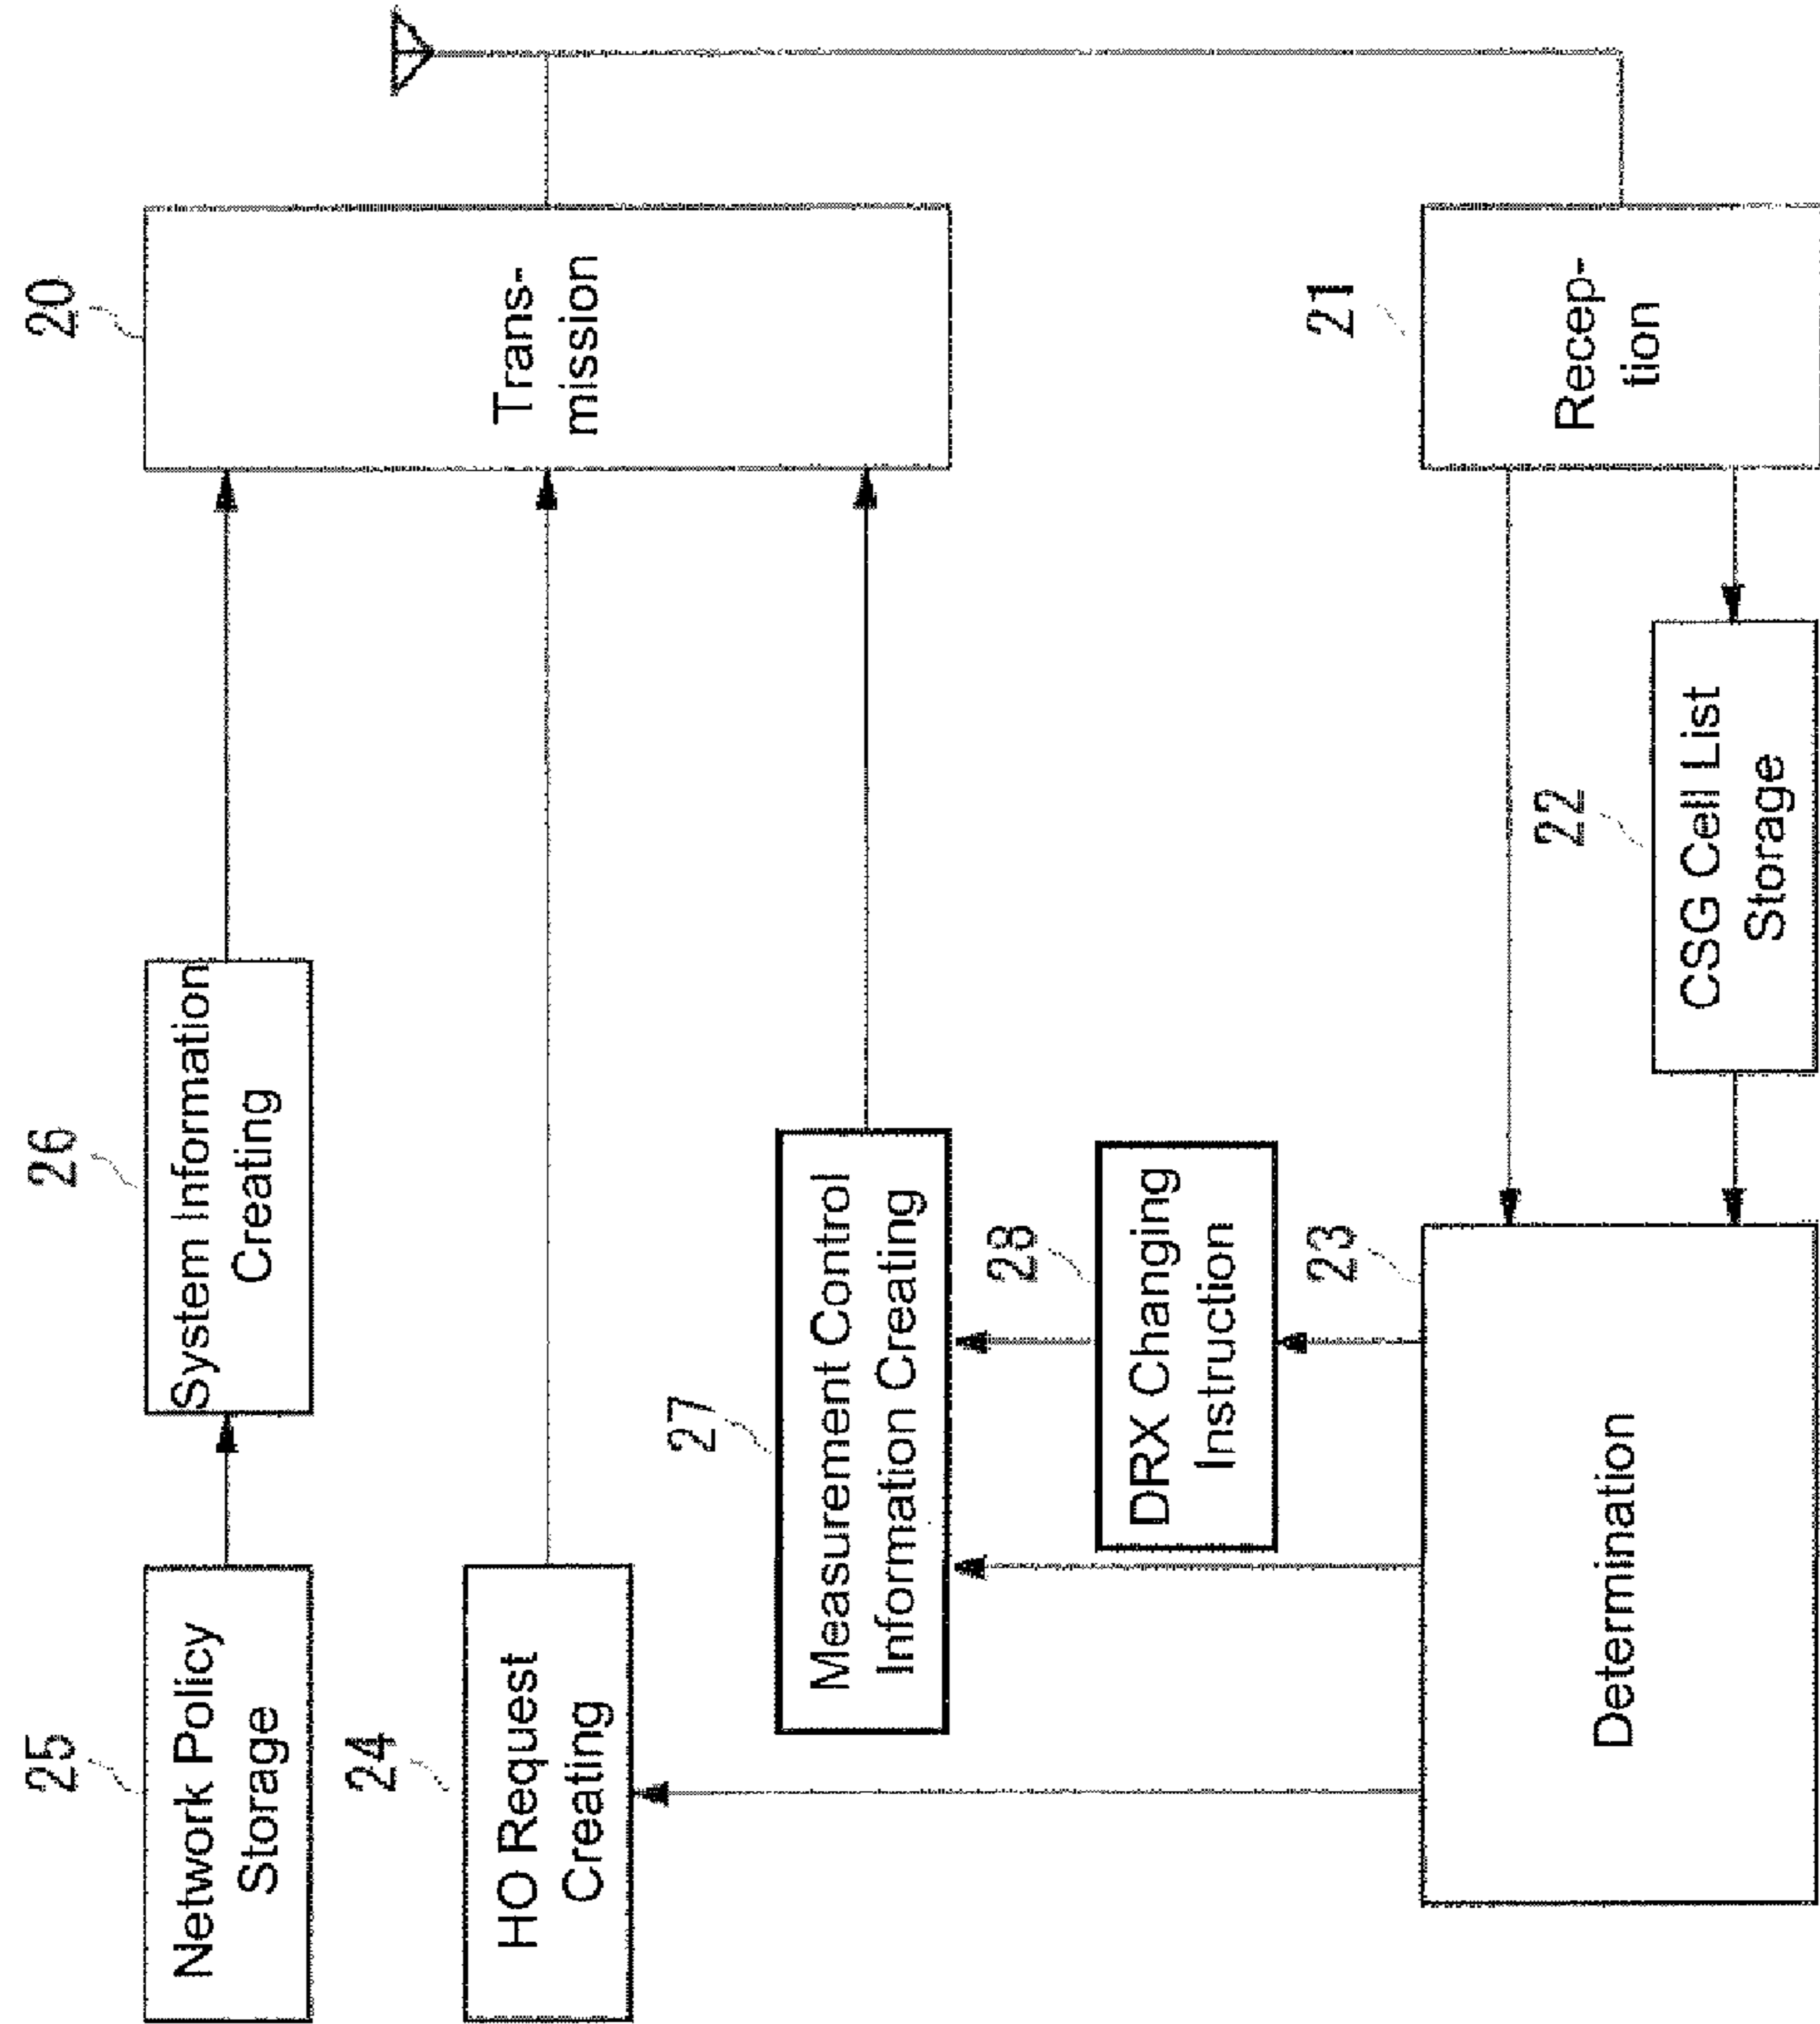 25
Network Policy
Storage
26
System Information
Creating
20
Trans-
mission
24
HO Request
Creating
27
Measurement Control
Information Creating
28
DRX Changing
Instruction
23
Determination
22
CSG Cell List
Storage
21
Recep-
tion